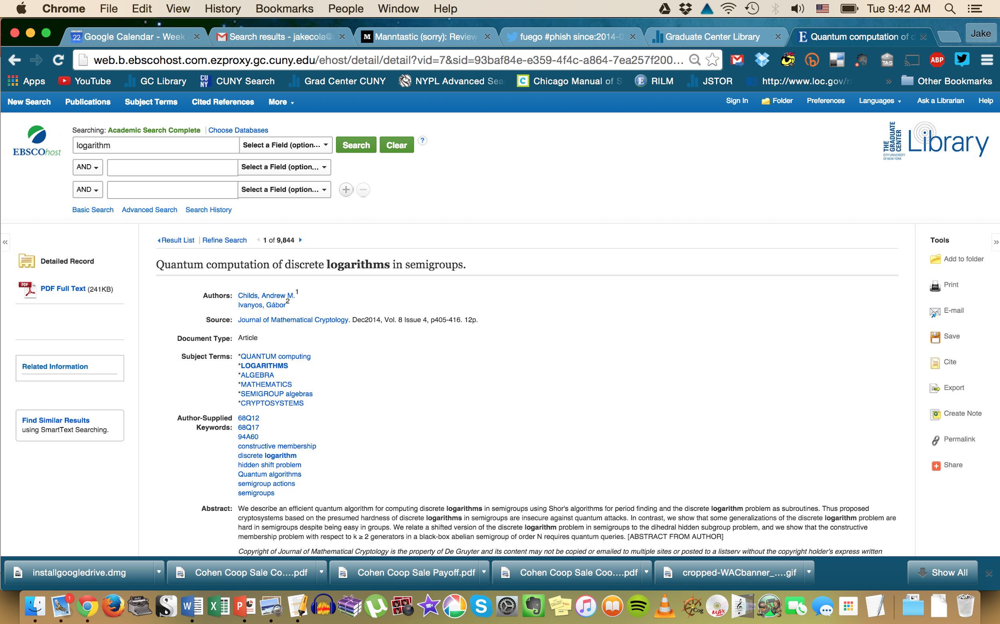 Chrome File Edit View History Bookmarks People Window Help Tue 9:42 AM
22 Google Calendar - Week Search results - jakecola@ M Manntastic (sorry): Review fuego #phish since:2014-0 Graduate Center Library E Quantum computation of d Jake
web.b.ebscohost.com.ezproxy.gc.cuny.edu/ehost/detail/detail?vid=7&sid=93baf84e-e359-4f4c-a864-7ea257f200... TAG ABP
Apps YouTube GC Library CUNY CUNY Search Grad Center CUNY NYPL Advanced Sea C Chicago Manual of S E RILM JSTOR http://www.loc.gov/r » Other Bookmarks
New Search Publications Subject Terms Cited References More Sign In Folder Preferences Languages Ask a Librarian Help
Searching: Academic Search Complete Choose Databases
logarithm Select a Field (option... Search Clear ?
EBSCOhost
AND Select a Field (option...
AND Select a Field (option...
Basic Search Advanced Search Search History
THE GRADUATE CENTER
CITY UNIVERSITY OF NEW YORK
Library
«
Result List Refine Search 1 of 9,844
Tools
»
Detailed Record
PDF PDF Full Text (241KB)
Related Information
Find Similar Results
using SmartText Searching.
Quantum computation of discrete logarithms in semigroups.
Authors: Childs, Andrew M.1
Ivanyos, Gábor2
Source: Journal of Mathematical Cryptology. Dec2014, Vol. 8 Issue 4, p405-416. 12p.
Document Type: Article
Subject Terms: *QUANTUM computing
*LOGARITHMS
*ALGEBRA
*MATHEMATICS
*SEMIGROUP algebras
*CRYPTOSYSTEMS
Author-Supplied 68Q12
Keywords: 68Q17
94A60
constructive membership
discrete logarithm
hidden shift problem
Quantum algorithms
semigroup actions
semigroups
Abstract: We describe an efficient quantum algorithm for computing discrete logarithms in semigroups using Shor's algorithms for period finding and the discrete logarithm problem as subroutines. Thus proposed
cryptosystems based on the presumed hardness of discrete logarithms in semigroups are insecure against quantum attacks. In contrast, we show that some generalizations of the discrete logarithm problem are
hard in semigroups despite being easy in groups. We relate a shifted version of the discrete logarithm problem in semigroups to the dihedral hidden subgroup problem, and we show that the constructive
membership problem with respect to k ≥ 2 generators in a black-box abelian semigroup of order N requires quantum queries. [ABSTRACT FROM AUTHOR]
Copyright of Journal of Mathematical Cryptology is the property of De Gruyter and its content may not be copied or emailed to multiple sites or posted to a listserv without the copyright holder's express written
Add to folder
Print
E-mail
Save
Cite
Export
Create Note
Permalink
Share
installgoogledrive.dmg Cohen Coop Sale Co....pdf Cohen Coop Sale Payoff.pdf Cohen Coop Sale Coo....pdf cropped-WACbanner_....gif Show All
1 S W X P µ S Cog MAX